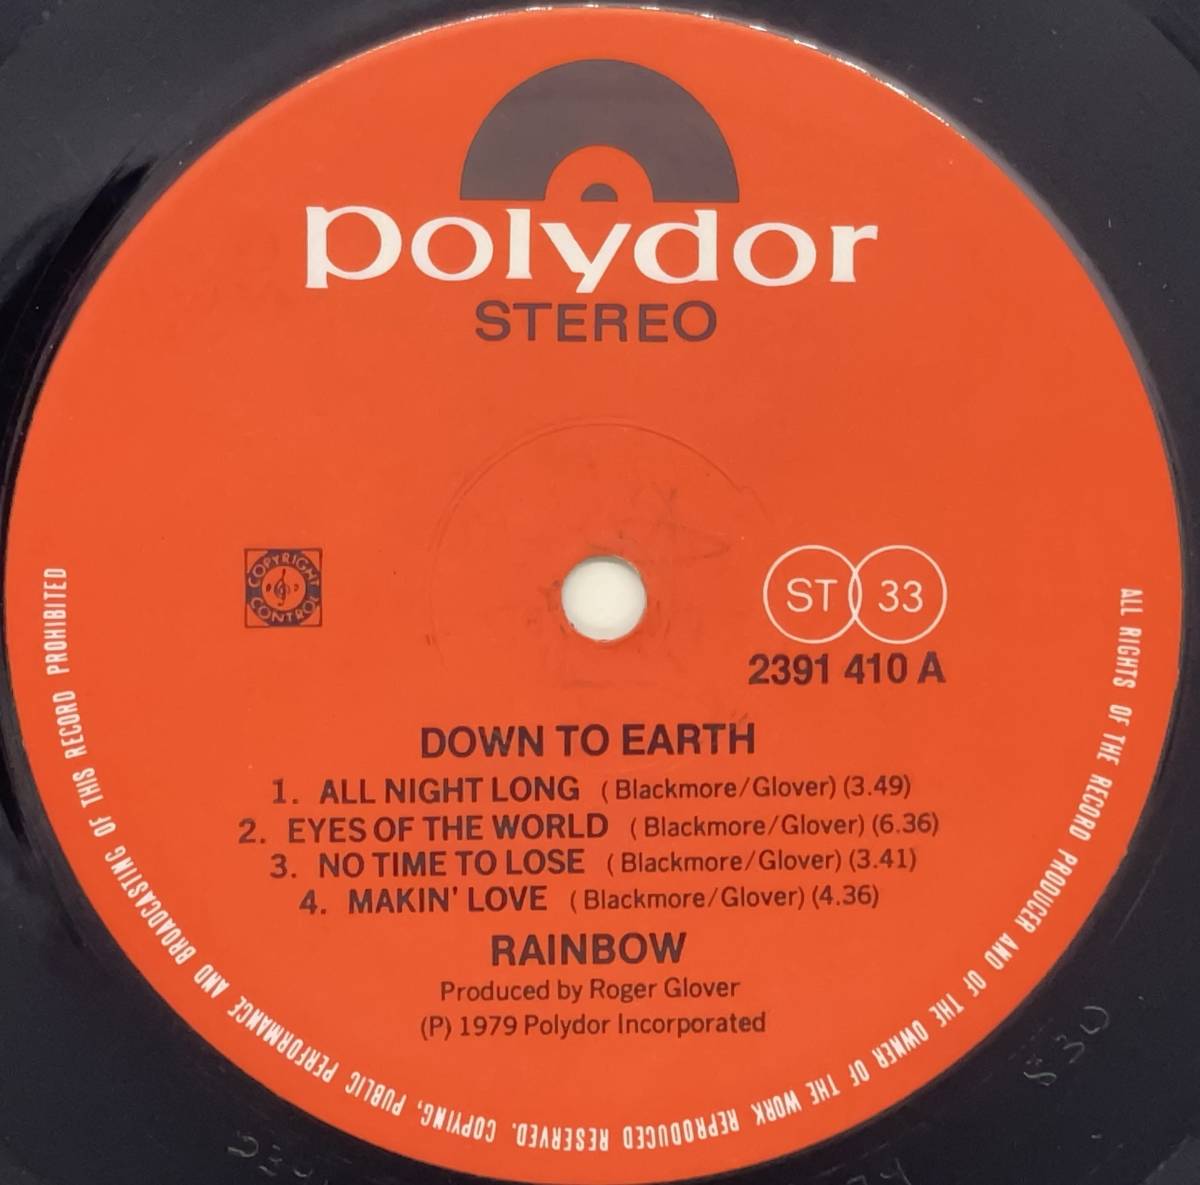 polydor
STEREO
COPYRIGHT
CONTROL
ST 33
2391 410 A
DOWN TO EARTH
1. ALL NIGHT LONG (Blackmore/Glover) (3.49)
2. EYES OF THE WORLD (Blackmore/Glover) (6.36)
3. NO TIME TO LOSE (Blackmore/Glover) (3.41)
4. MAKIN' LOVE (Blackmore/Glover) (4.36)
RAINBOW
Produced by Roger Glover
(P) 1979 Polydor Incorporated
ALL RIGHTS OF THE RECORD PRODUCER AND OF THE OWNER OF THE WORK REPRODUCED RESERVED. COPYING, PUBLIC PERFORMANCE AND BROADCASTING OF THIS RECORD PROHIBITED